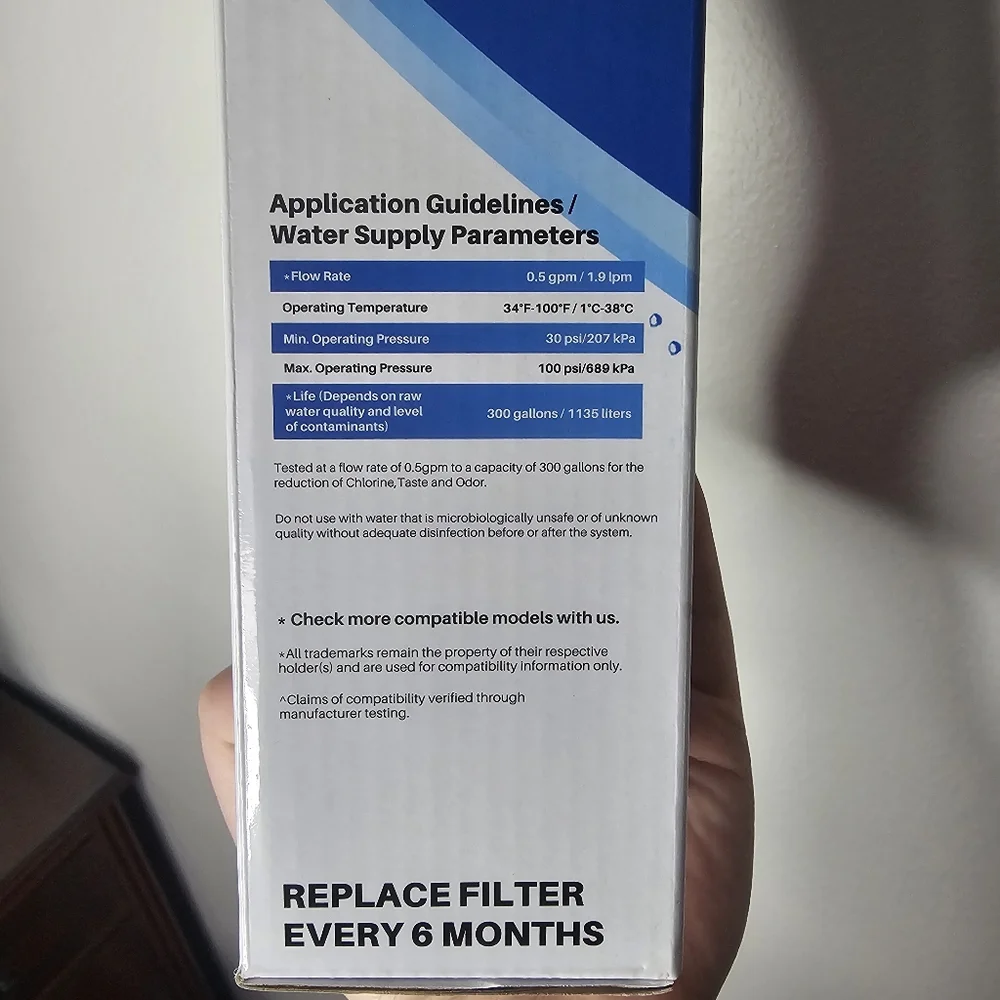 Application Guidelines /
Water Supply Parameters
*Flow Rate 0.5 gpm / 1.9 lpm
Operating Temperature 34°F-100°F / 1°C-38°C
Min. Operating Pressure 30 psi/207 kPa
Max. Operating Pressure 100 psi/689 kPa
*Life (Depends on raw
water quality and level 300 gallons / 1135 liters
of contaminants)
Tested at a flow rate of 0.5gpm to a capacity of 300 gallons for the
reduction of Chlorine,Taste and Odor.
Do not use with water that is microbiologically unsafe or of unknown
quality without adequate disinfection before or after the system.
* Check more compatible models with us.
*All trademarks remain the property of their respective
holder(s) and are used for compatibility information only.
^Claims of compatibility verified through
manufacturer testing.
REPLACE FILTER
EVERY 6 MONTHS